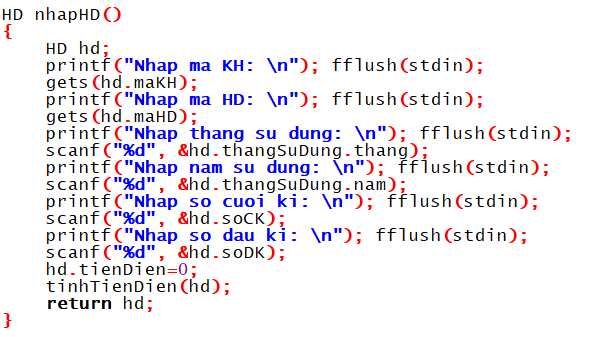 HD nhapHD()
{
HD hd;
printf("Nhap ma KH: \n"); fflush(stdin);
gets(hd.maKH);
printf("Nhap ma HD: \n"); fflush(stdin);
gets(hd.maHD);
printf("Nhap thang su dung: \n"); fflush(stdin);
scanf("%d", &hd.thangSuDung.thang);
printf("Nhap nam su dung: \n"); fflush(stdin);
scanf("%d", &hd.thangSuDung.nam);
printf("Nhap so cuoi ki: \n"); fflush(stdin);
scanf("%d", &hd.soCK);
printf("Nhap so dau ki: \n"); fflush(stdin);
scanf("%d", &hd.soDK);
hd.tienDien=0;
tinhTienDien(hd);
return hd;
}